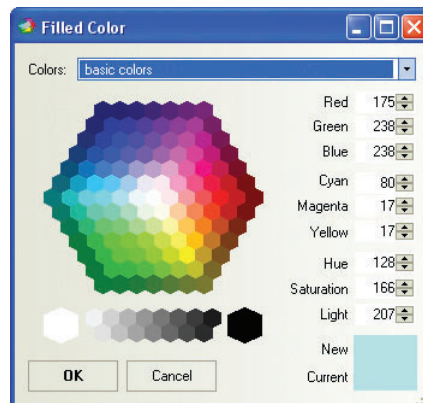 Filled Color
Colors: basic colors
Red 175
Green 238
Blue 238
Cyan 80
Magenta 17
Yellow 17
Hue 128
Saturation 166
Light 207
New
Current
OK Cancel